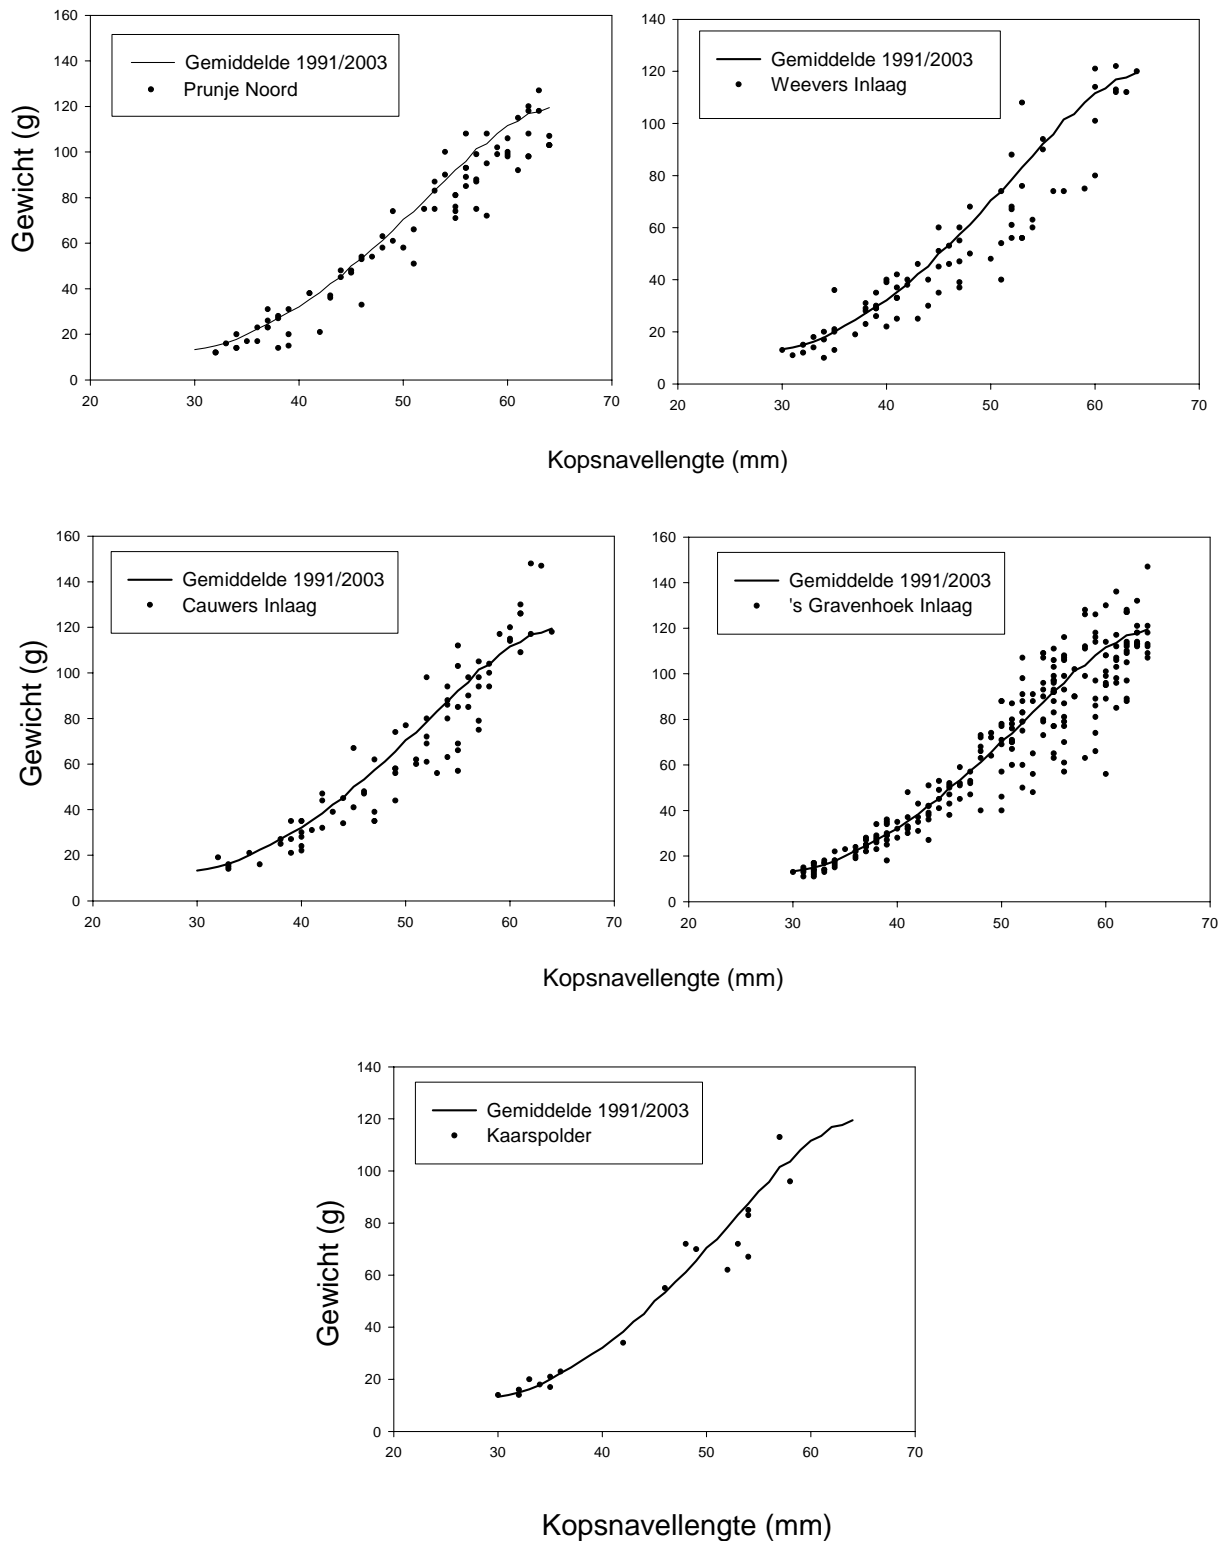 160
140
120
100
80
60
40
20
0
20 30 40 50 60 70
Gewicht (g)
Gemiddelde 1991/2003
Prunje Noord
140
120
100
80
60
40
20
0
20 30 40 50 60 70
Gemiddelde 1991/2003
Weevers Inlaag
Kopsnavellengte (mm)
160
140
120
100
80
60
40
20
0
20 30 40 50 60 70
Gewicht (g)
Gemiddelde 1991/2003
Cauwers Inlaag
160
140
120
100
80
60
40
20
0
20 30 40 50 60 70
Gemiddelde 1991/2003
's Gravenhoek Inlaag
Kopsnavellengte (mm)
140
120
100
80
60
40
20
0
20 30 40 50 60 70
Gewicht (g)
Gemiddelde 1991/2003
Kaarspolder
Kopsnavellengte (mm)